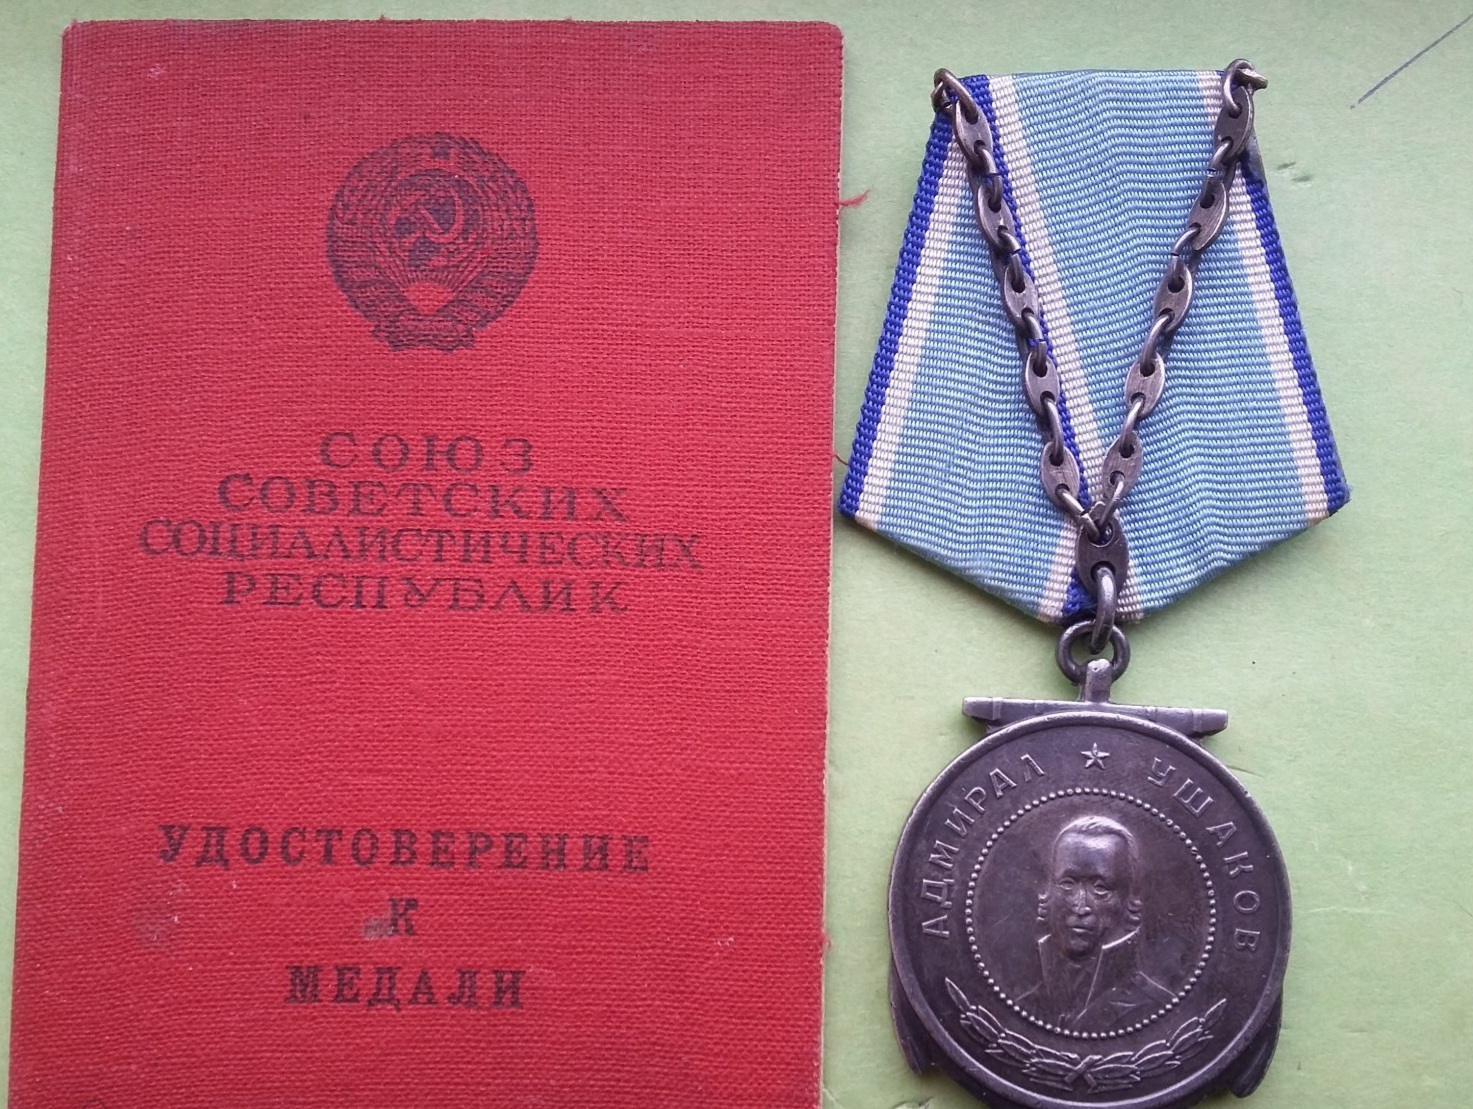 СОЮЗ
СОВЕТСКИХ
СОЦИАЛИСТИЧЕСКИХ
РЕСПУБЛИК
УДОСТОВЕРЕНИЕ
К
МЕДАЛИ
АДМИРАЛ ★ УШАКОВ